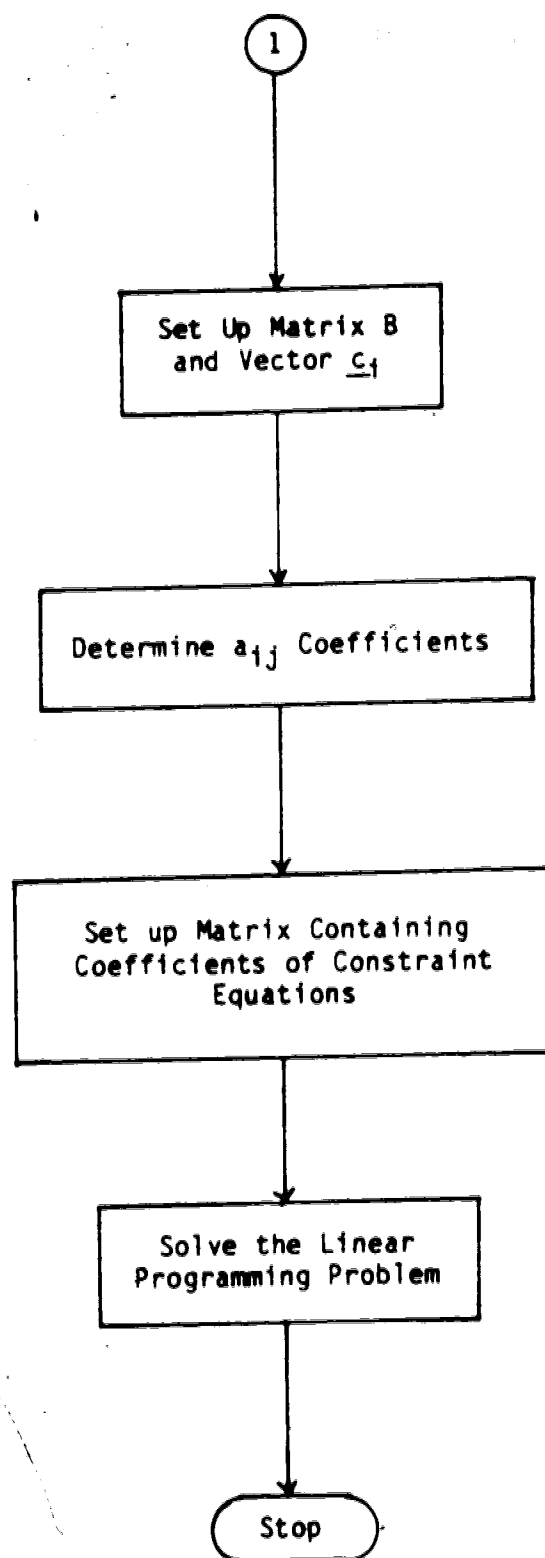 1
Set Up Matrix B
and Vector c_i
Determine a_ij Coefficients
Set up Matrix Containing
Coefficients of Constraint
Equations
Solve the Linear
Programming Problem
Stop